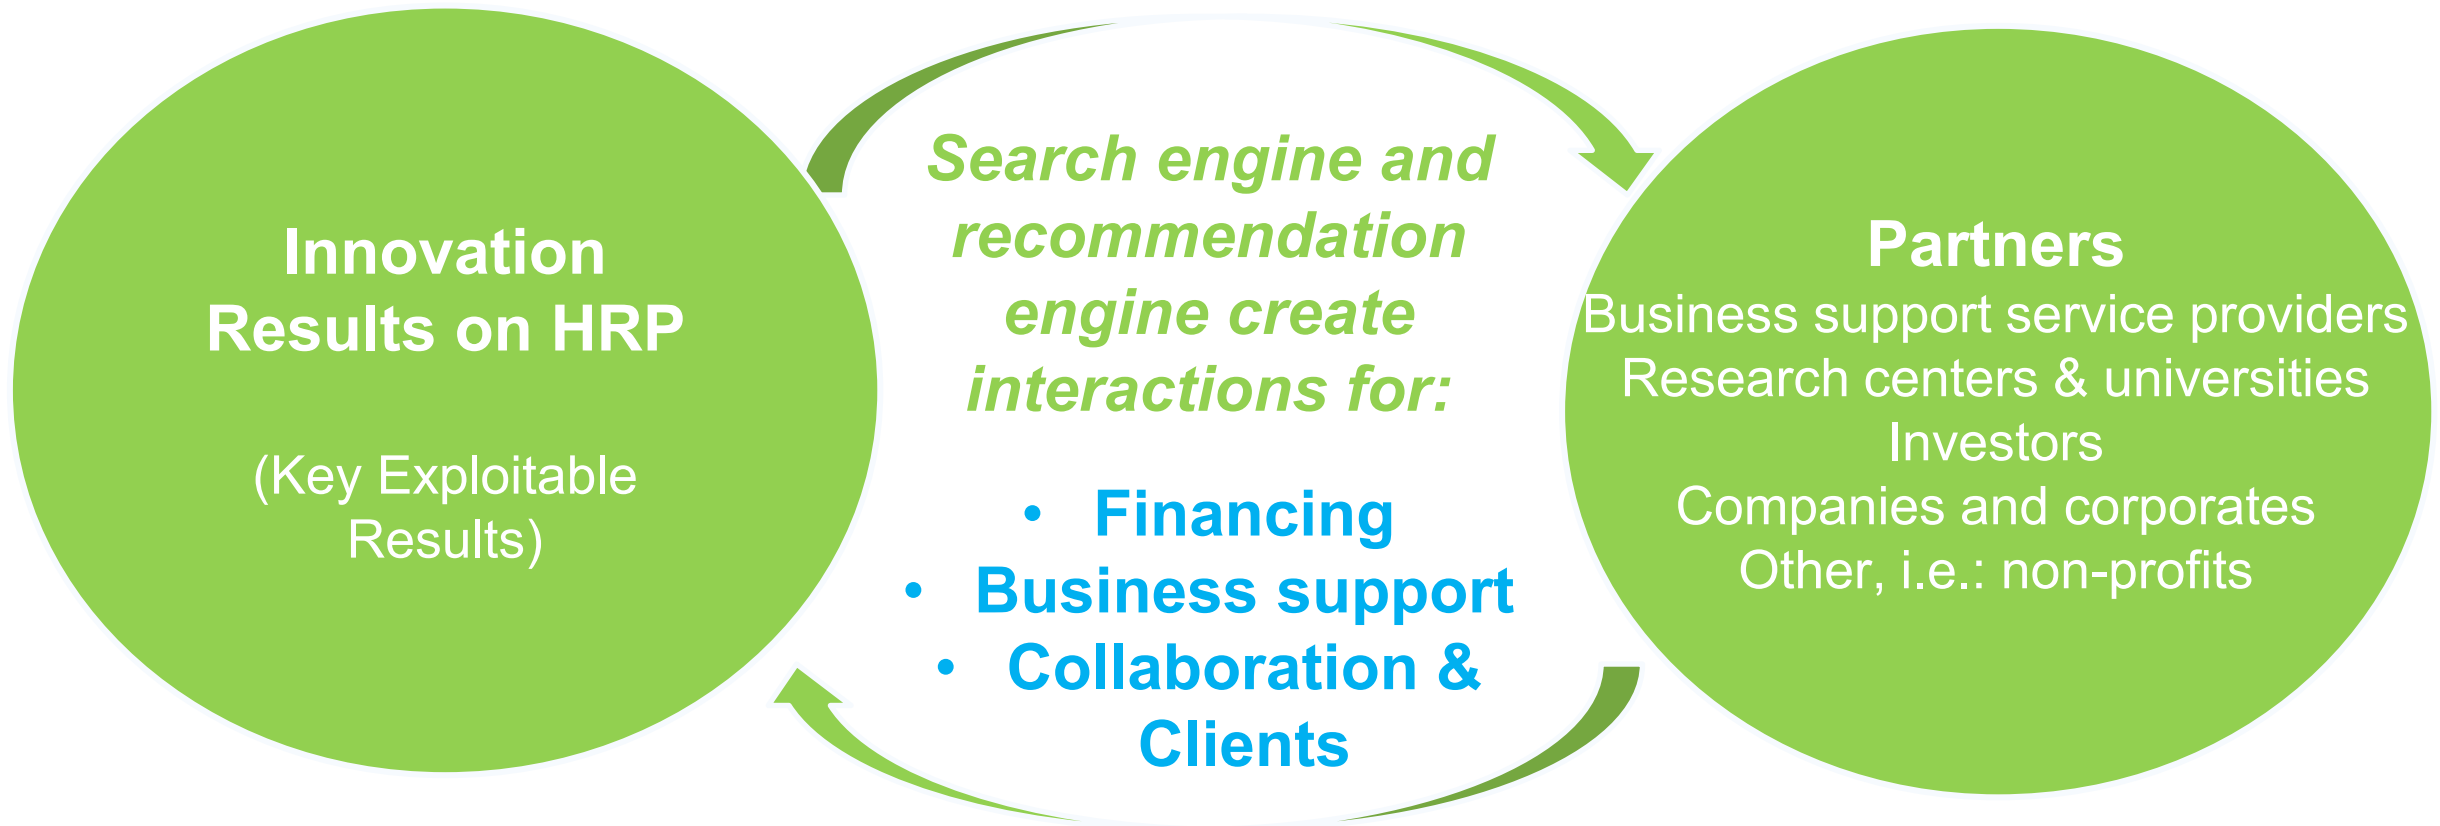 Innovation
Results on HRP
(Key Exploitable
Results)
Search engine and
recommendation
engine create
interactions for:
• Financing
• Business support
• Collaboration &
Clients
Partners
Business support service providers
Research centers & universities
Investors
Companies and corporates
Other, i.e.: non-profits